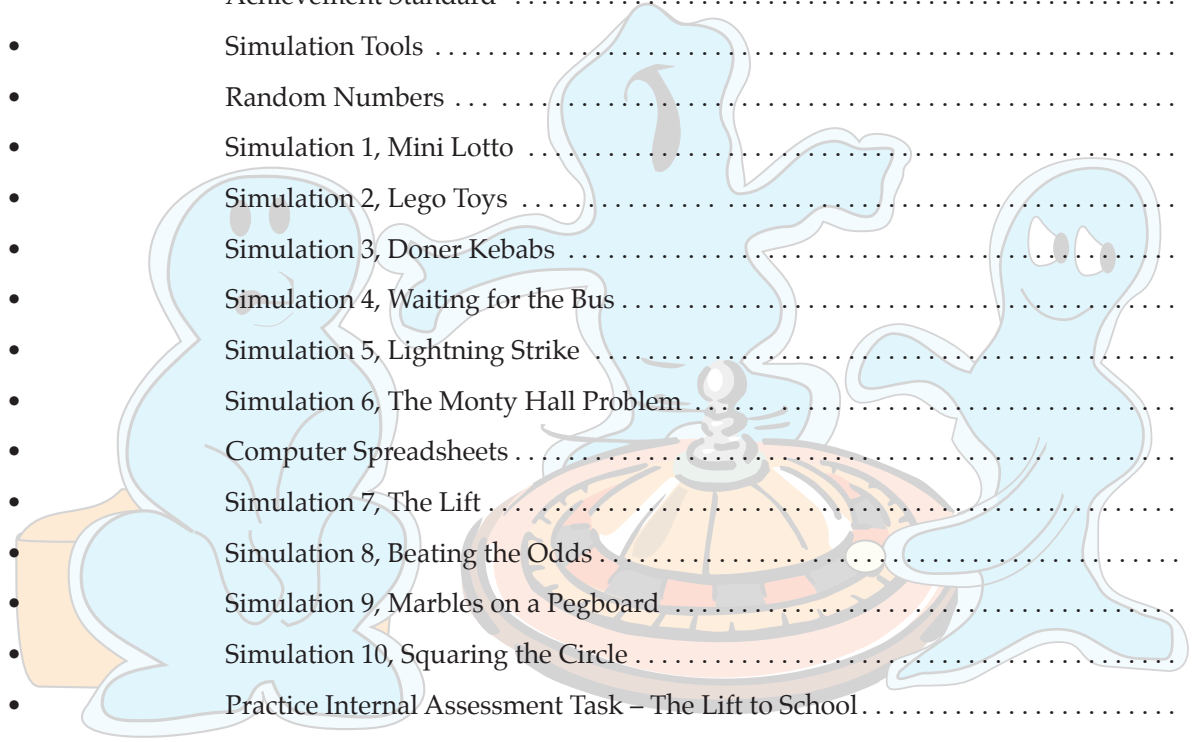 Achievement Standard ........................................................
• Simulation Tools ........................................................
• Random Numbers ... ........................................................
• Simulation 1, Mini Lotto ........................................................
• Simulation 2, Lego Toys ........................................................
• Simulation 3, Doner Kebabs ........................................................
• Simulation 4, Waiting for the Bus ........................................................
• Simulation 5, Lightning Strike ........................................................
• Simulation 6, The Monty Hall Problem ........................................................
• Computer Spreadsheets ........................................................
• Simulation 7, The Lift ........................................................
• Simulation 8, Beating the Odds ........................................................
• Simulation 9, Marbles on a Pegboard ........................................................
• Simulation 10, Squaring the Circle ........................................................
• Practice Internal Assessment Task – The Lift to School ........................................................